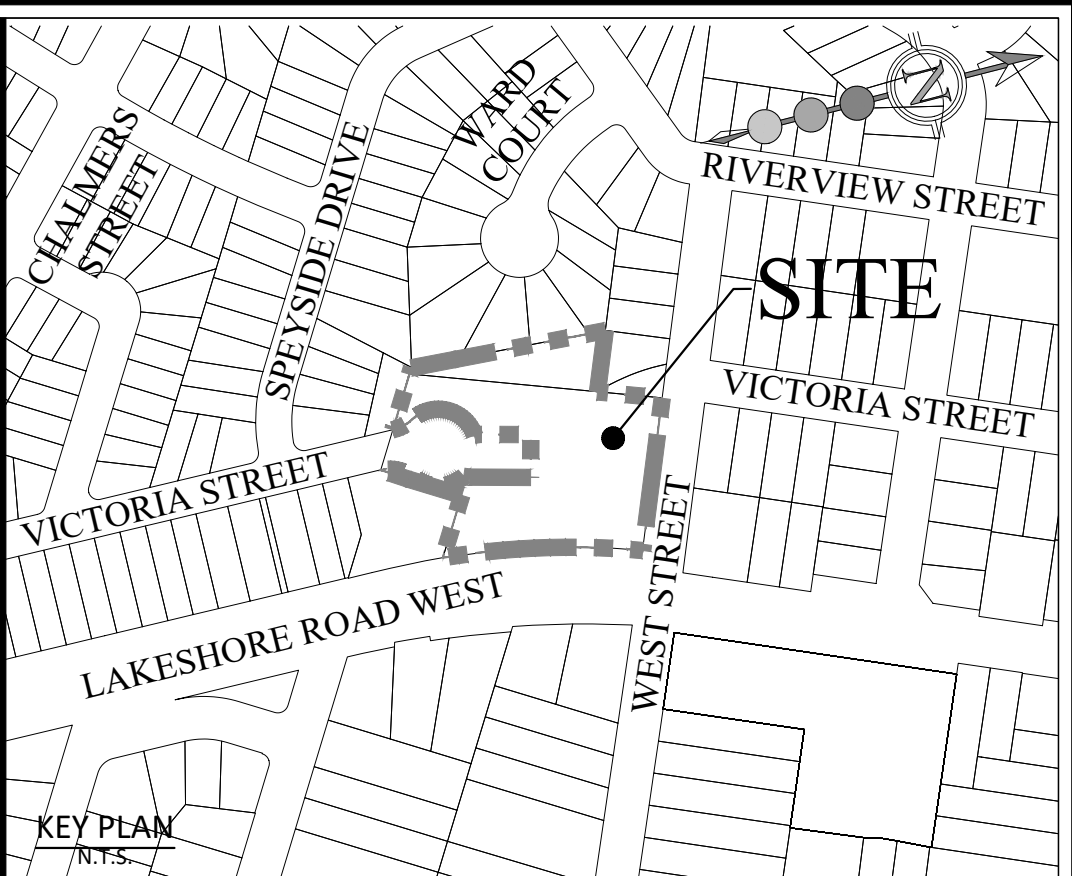 CHALMERS
STREET
SPEYSIDE DRIVE
WARD
COURT
N
RIVERVIEW STREET
SITE
VICTORIA STREET
VICTORIA STREET
LAKESHORE ROAD WEST
WEST STREET
KEY PLAN
N.T.S.